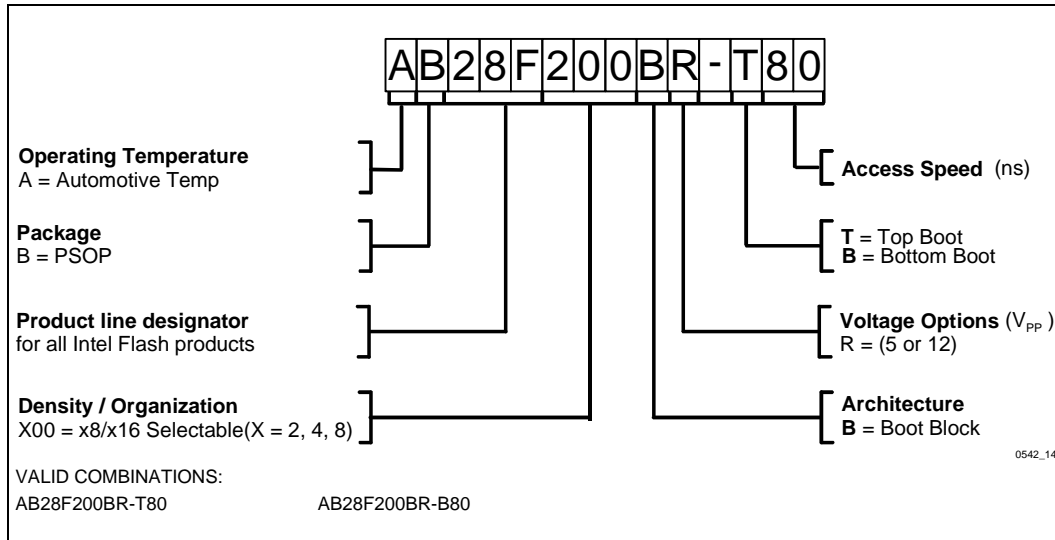 AB28F200BR-T80
Operating Temperature
A = Automotive Temp
Package
B = PSOP
Product line designator
for all Intel Flash products
Density / Organization
X00 = x8/x16 Selectable(X = 2, 4, 8)
Access Speed (ns)
T = Top Boot
B = Bottom Boot
Voltage Options (VPP )
R = (5 or 12)
Architecture
B = Boot Block
0542_14
VALID COMBINATIONS:
AB28F200BR-T80 AB28F200BR-B80